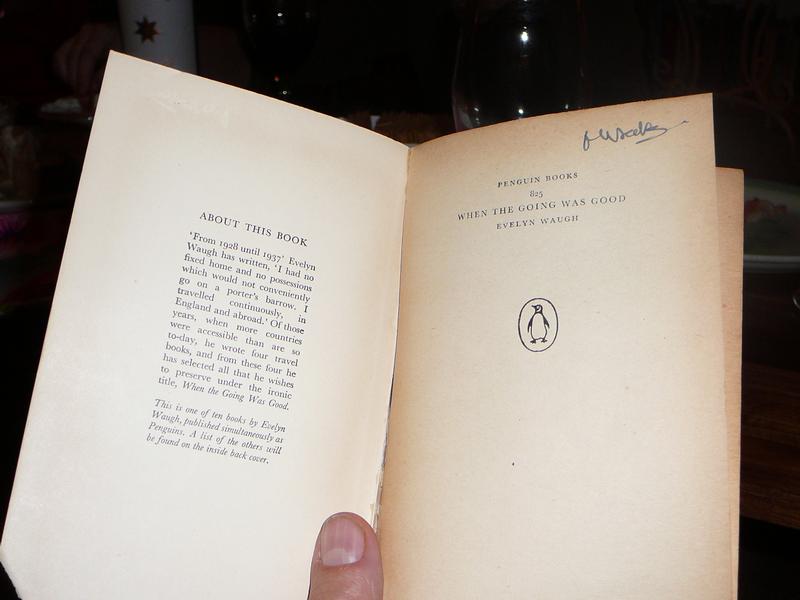 ABOUT THIS BOOK
'From 1928 until 1937' Evelyn
Waugh has written, 'I had no
fixed home and no possessions
which would not conveniently
go on a porter's barrow. I
travelled continuously, in
England and abroad.' Of those
years, when more countries
were accessible than are so
to-day, he wrote four travel
books, and from these four he
has selected all that he wishes
to preserve under the ironic
title, When the Going Was Good.
This is one of ten books by Evelyn
Waugh, published simultaneously as
Penguins. A list of the others will
be found on the inside back cover.
PENGUIN BOOKS
825
WHEN THE GOING WAS GOOD
EVELYN WAUGH